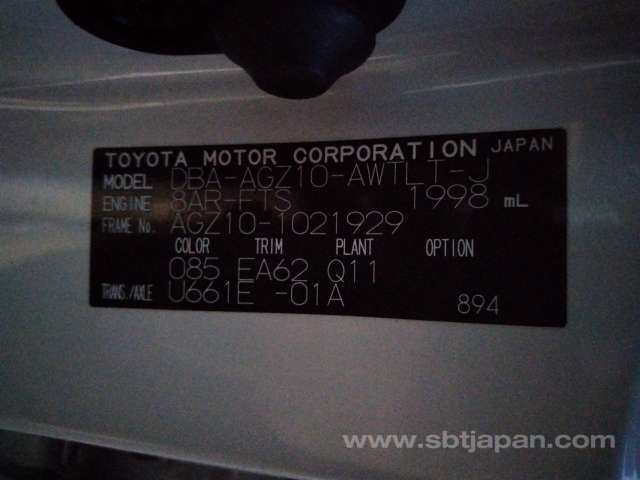 TOYOTA MOTOR CORPORATION JAPAN
MODEL DBA-AGZ10-AWTLT-J
ENGINE 8AR-FTS 1998 mL
FRAME No. AGZ10-1021929
COLOR TRIM PLANT OPTION
085 EA62 Q11
TRANS./AXLE U661E -01A 894
www.sbtjapan.com